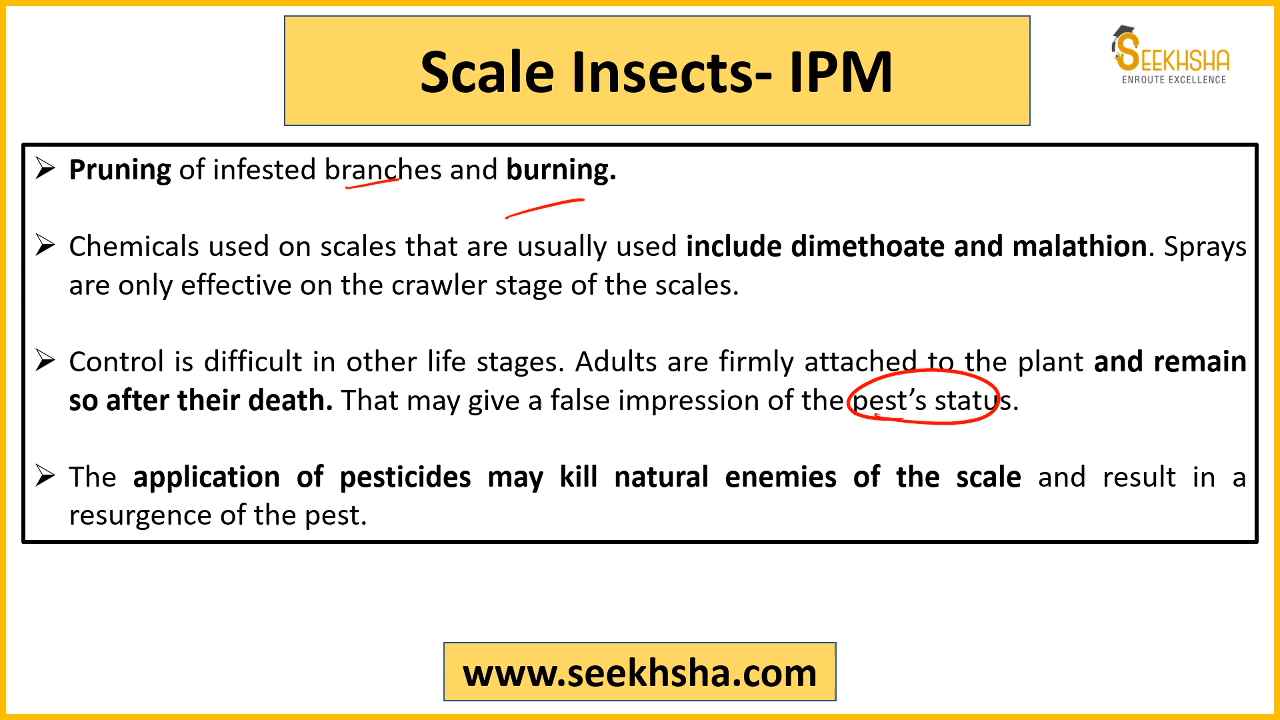 Scale Insects- IPM
SEEKHSHA
ENROUTE EXCELLENCE
➢ Pruning of infested branches and burning.
➢ Chemicals used on scales that are usually used include dimethoate and malathion. Sprays
are only effective on the crawler stage of the scales.
➢ Control is difficult in other life stages. Adults are firmly attached to the plant and remain
so after their death. That may give a false impression of the pest’s status.
➢ The application of pesticides may kill natural enemies of the scale and result in a
resurgence of the pest.
www.seekhsha.com